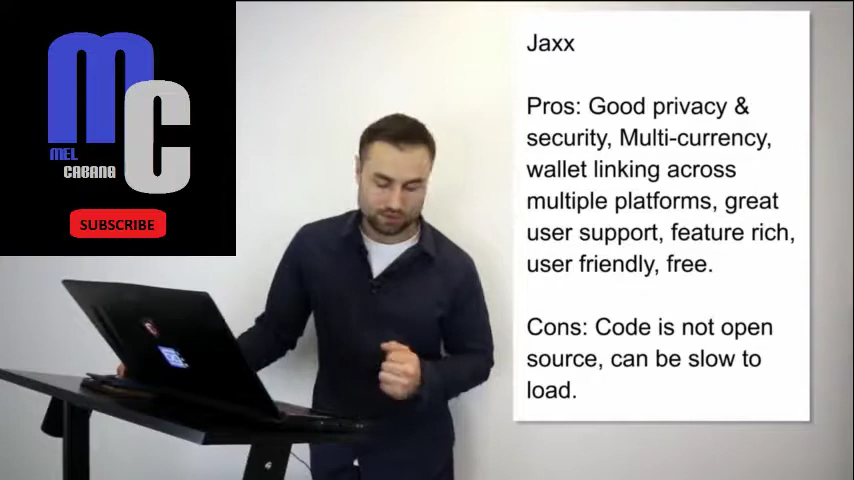 MC
MEL
CABANA
SUBSCRIBE
Jaxx
Pros: Good privacy &
security, Multi-currency,
wallet linking across
multiple platforms, great
user support, feature rich,
user friendly, free.
Cons: Code is not open
source, can be slow to
load.